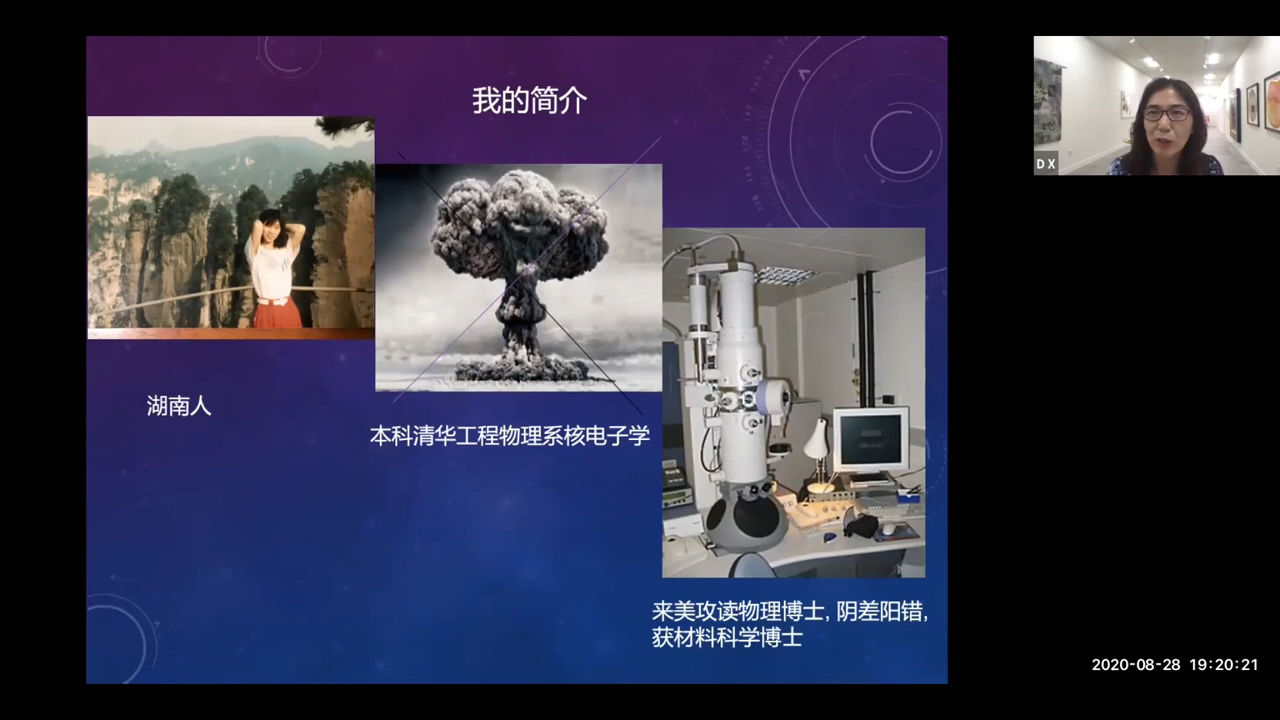 我的简介
D X
湖南人
本科清华工程物理系核电子学
来美攻读物理博士, 阴差阳错,
获材料科学博士
2020-08-28 19:20:21